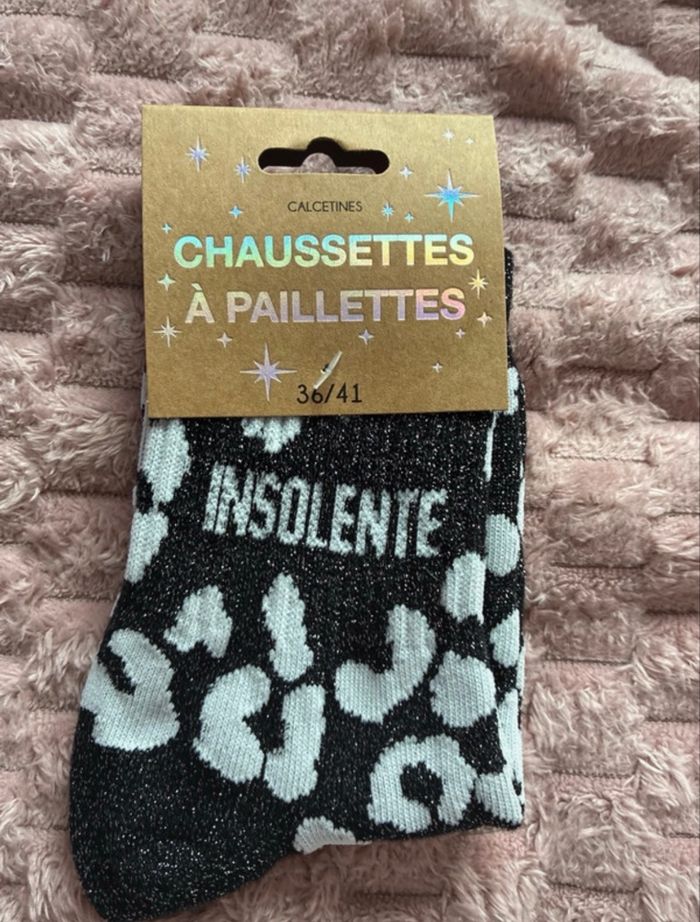 CALCETINES
CHAUSSETTES
À PAILLETTES
36/41
INSOLENTE